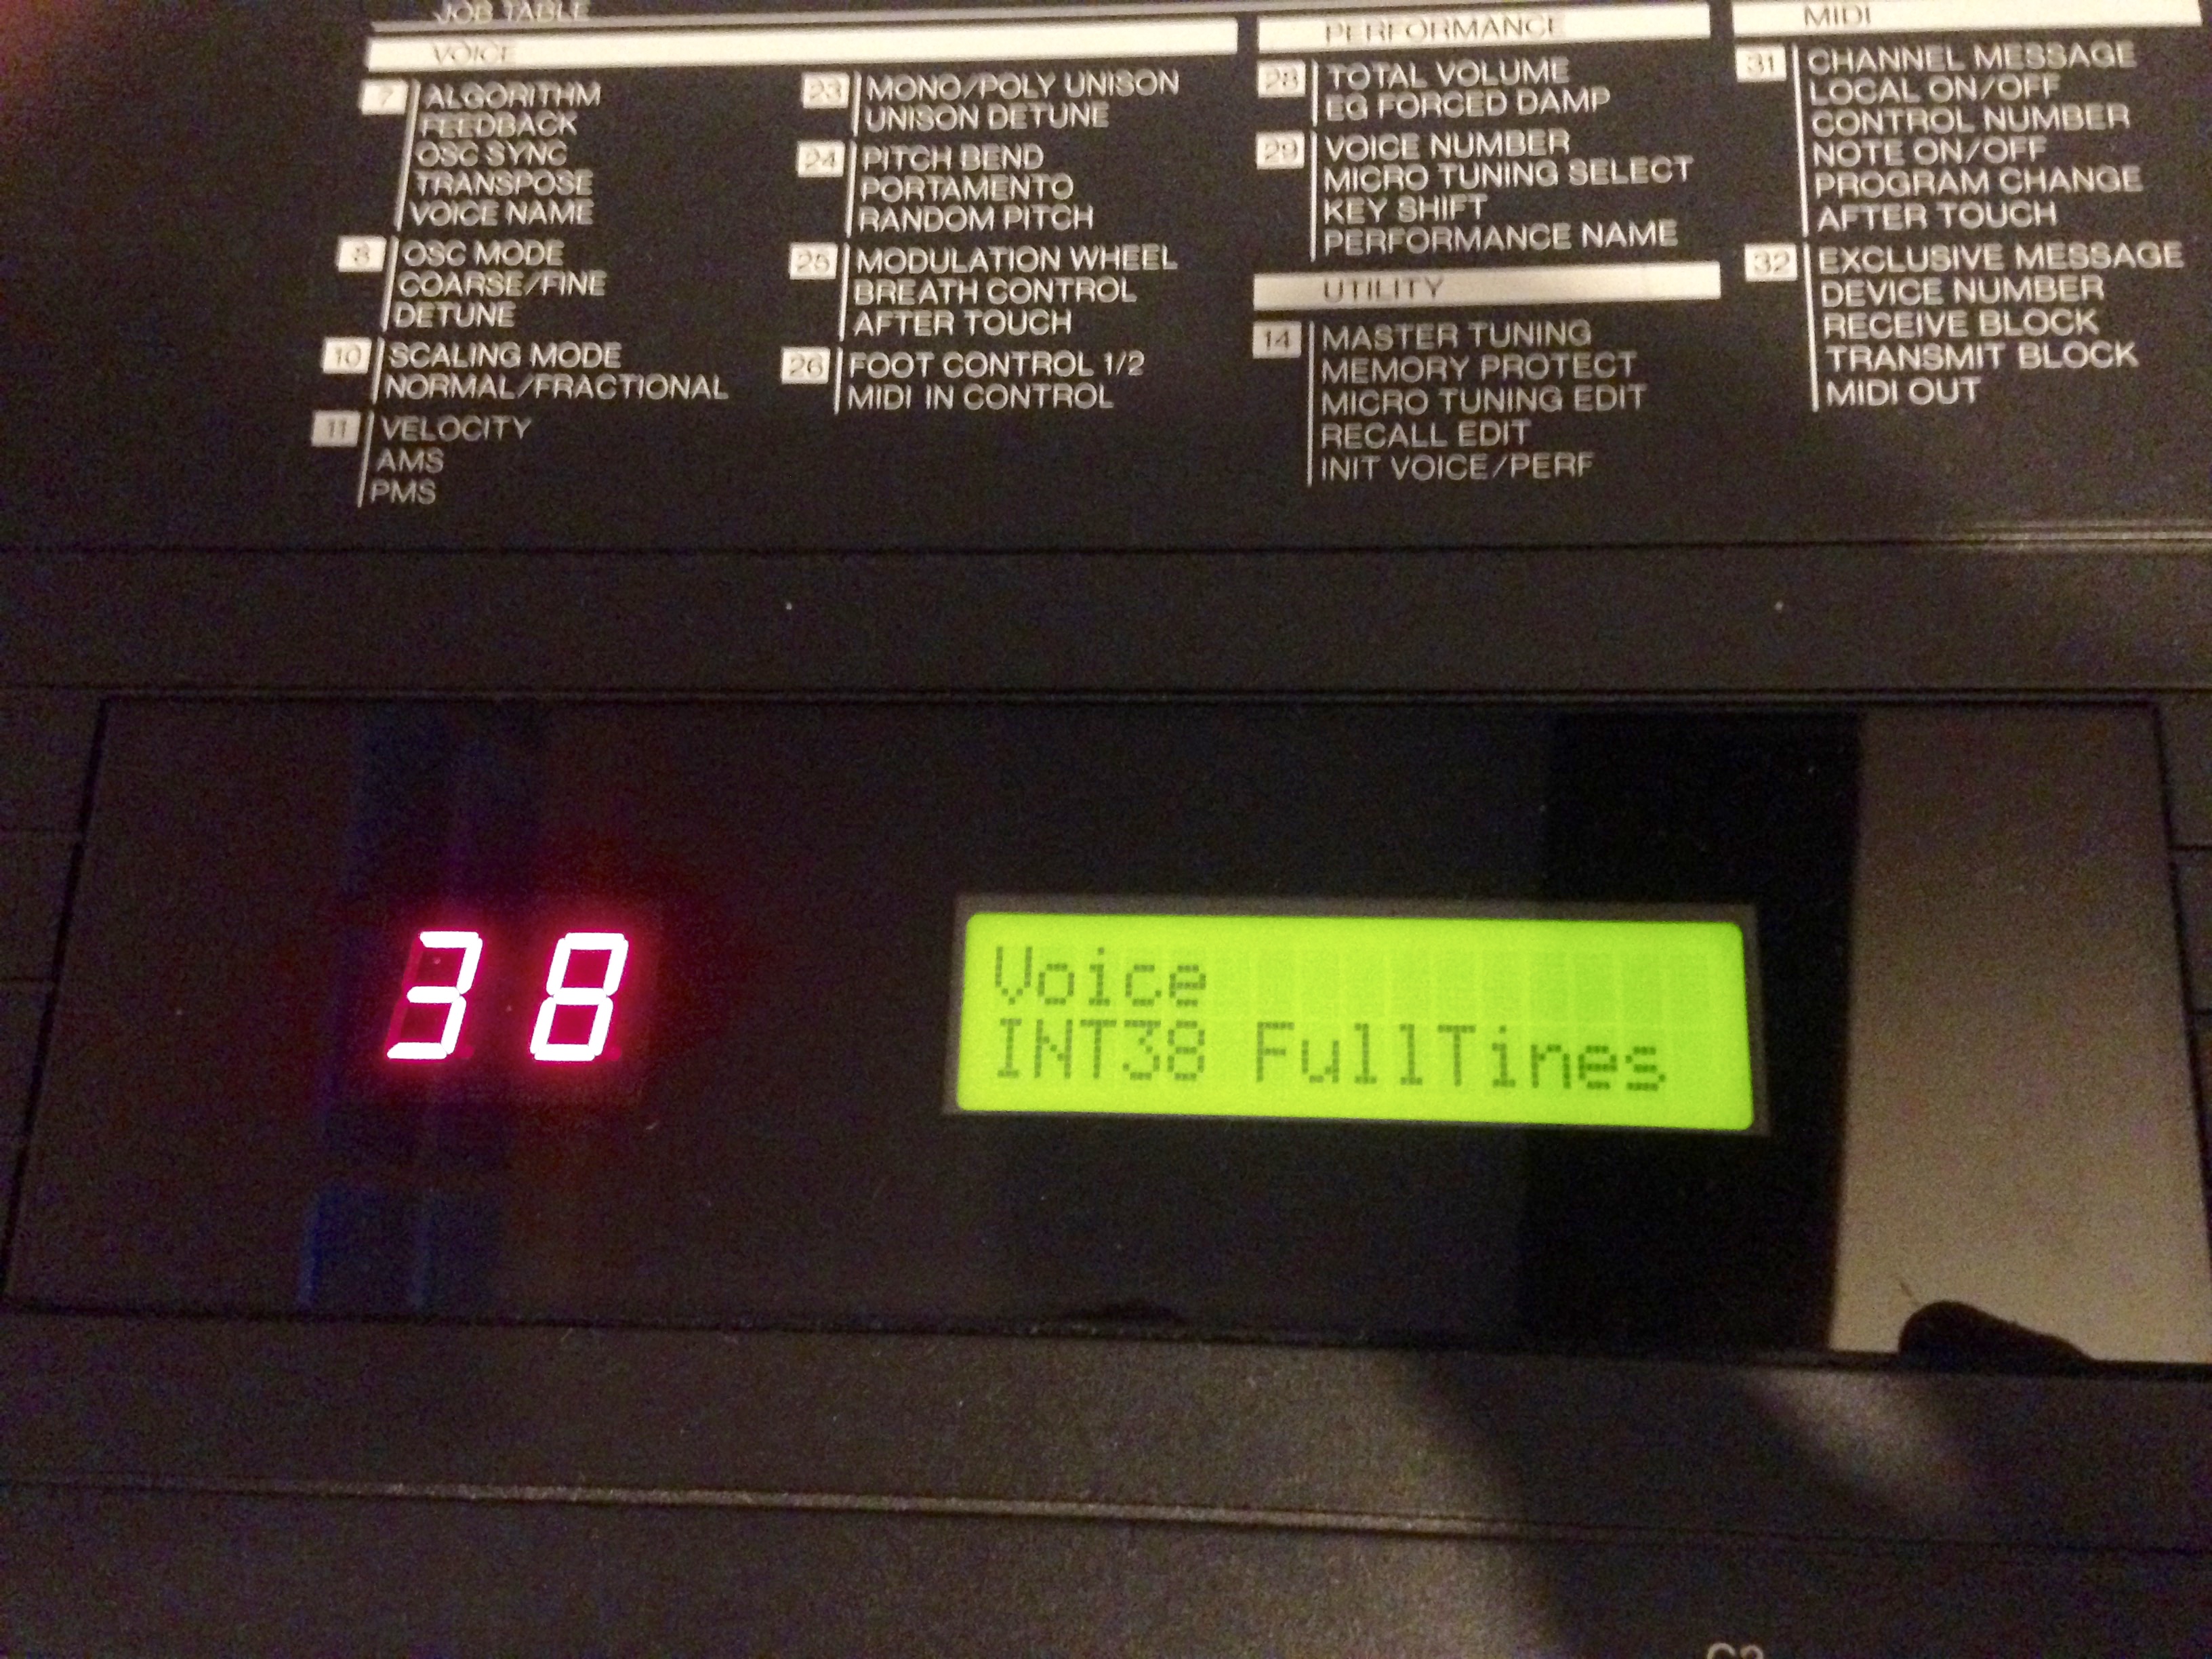 JOB TABLE
VOICE
7 ALGORITHM
FEEDBACK
OSC SYNC
TRANSPOSE
VOICE NAME
8 OSC MODE
COARSE/FINE
DETUNE
10 SCALING MODE
NORMAL/FRACTIONAL
11 VELOCITY
AMS
PMS
23 MONO/POLY UNISON
UNISON DETUNE
24 PITCH BEND
PORTAMENTO
RANDOM PITCH
25 MODULATION WHEEL
BREATH CONTROL
AFTER TOUCH
26 FOOT CONTROL 1/2
MIDI IN CONTROL
PERFORMANCE
28 TOTAL VOLUME
EG FORCED DAMP
29 VOICE NUMBER
MICRO TUNING SELECT
KEY SHIFT
PERFORMANCE NAME
UTILITY
14 MASTER TUNING
MEMORY PROTECT
MICRO TUNING EDIT
RECALL EDIT
INIT VOICE/PERF
MIDI
31 CHANNEL MESSAGE
LOCAL ON/OFF
CONTROL NUMBER
NOTE ON/OFF
PROGRAM CHANGE
AFTER TOUCH
32 EXCLUSIVE MESSAGE
DEVICE NUMBER
RECEIVE BLOCK
TRANSMIT BLOCK
MIDI OUT
38
Voice
INT38 FullTines